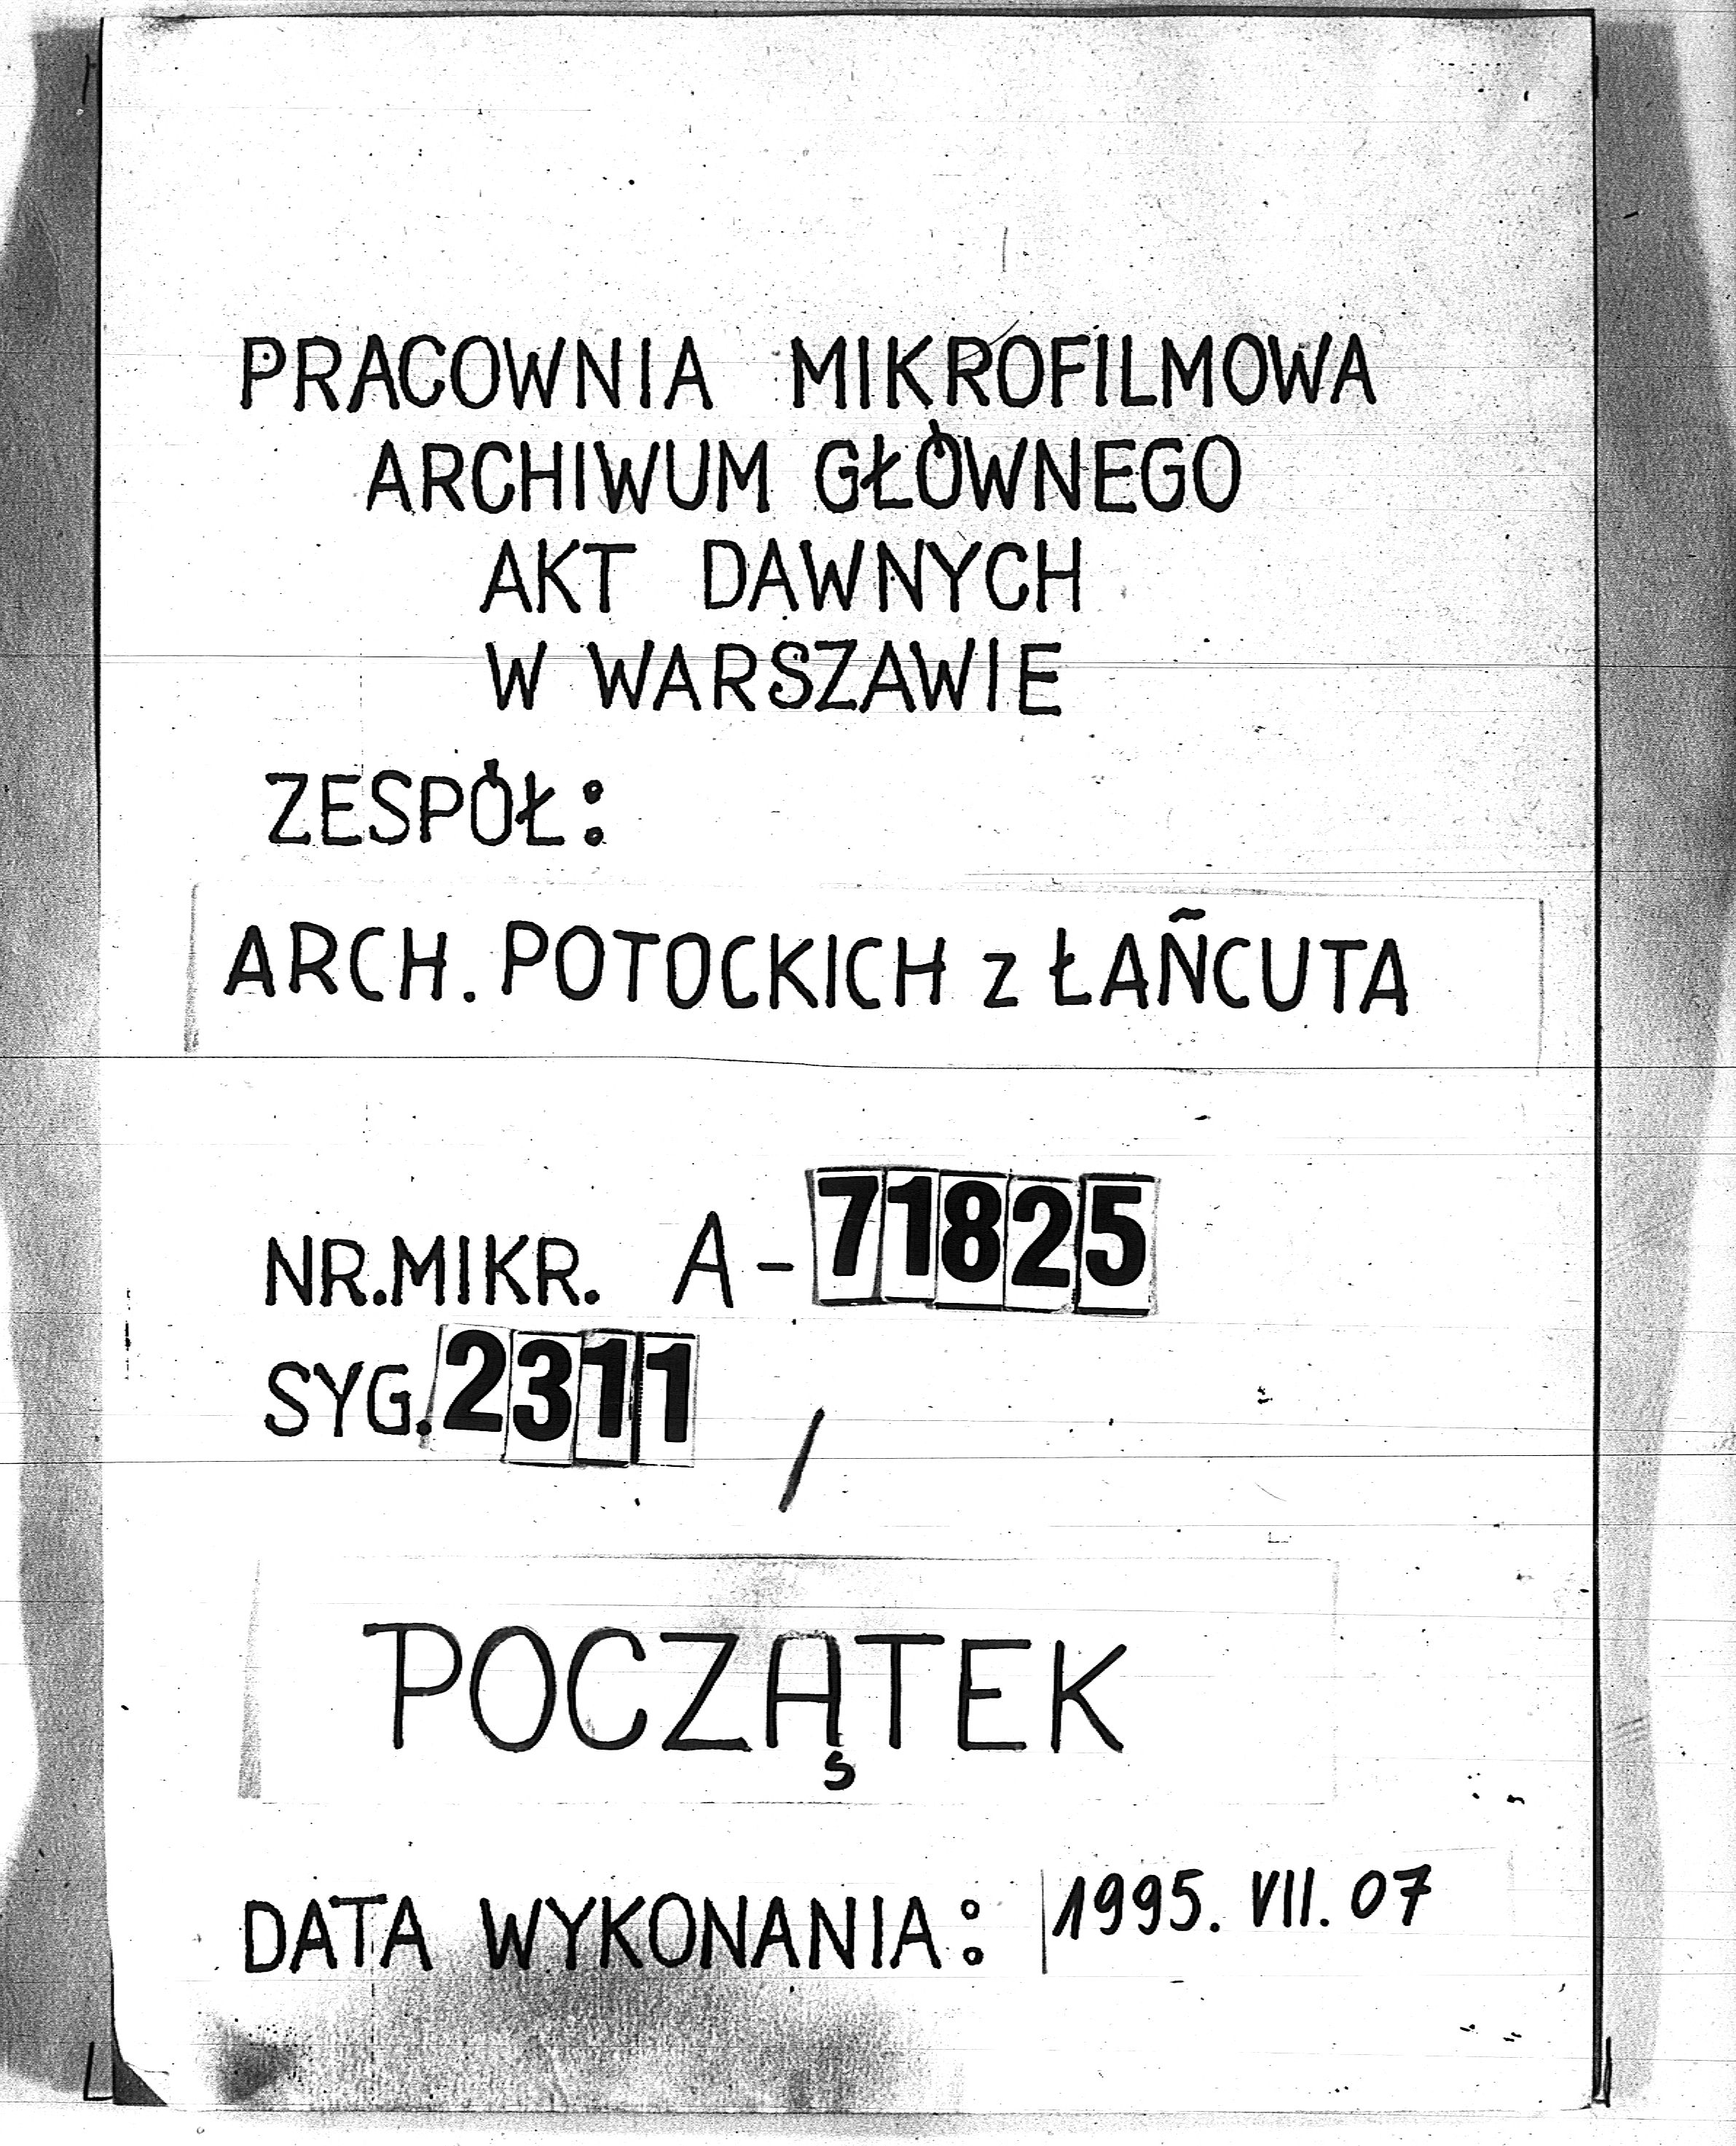 PRACOWNIA MIKROFILMOWA
ARCHIWUM GŁÓWNEGO
AKT DAWNYCH
W WARSZAWIE
ZESPÓŁ:
ARCH. POTOCKICH z ŁAŃCUTA
NR.MIKR. A-71825
SYG. 2311 /
POCZĄTEK
DATA WYKONANIA: 1995. VII. 07